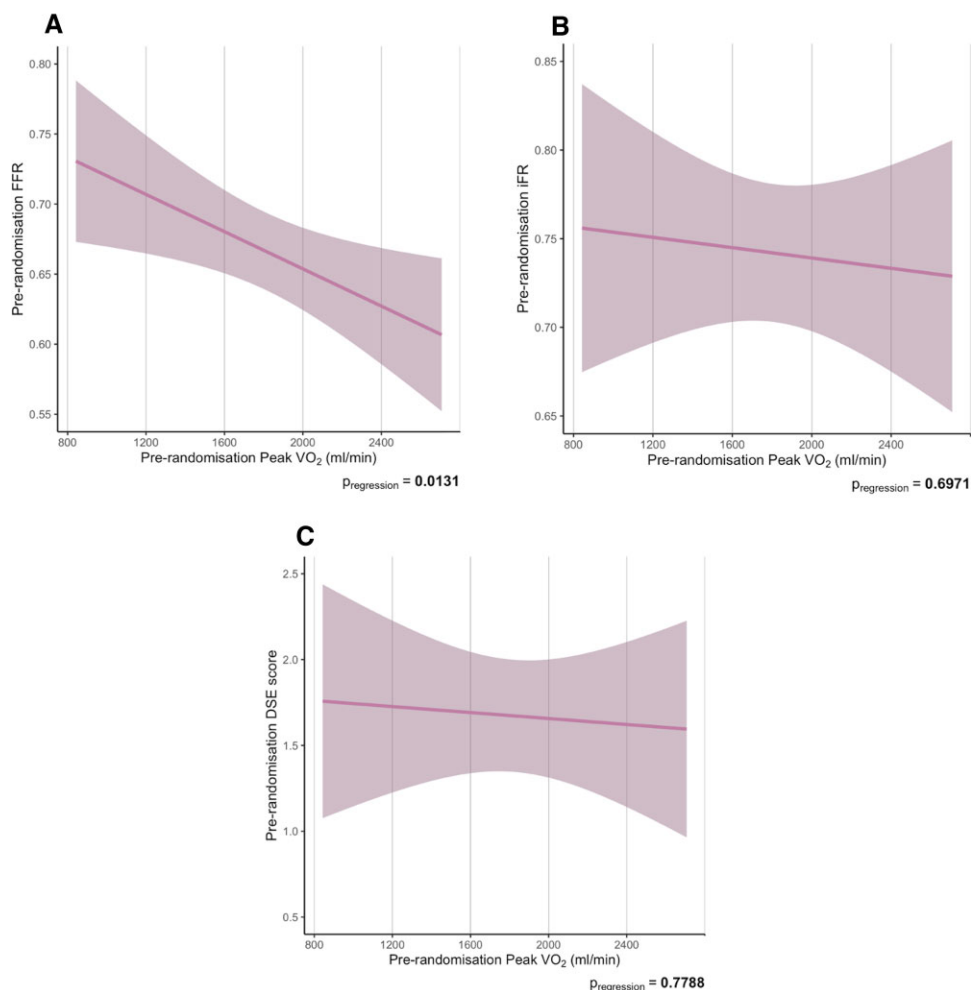 A
0.80
0.75
0.70
0.65
0.60
0.55
Pre-randomisation FFR
800 1200 1600 2000 2400
Pre-randomisation Peak VO₂ (ml/min)
pregression = 0.0131
B
0.85
0.80
0.75
0.70
0.65
Pre-randomisation iFR
800 1200 1600 2000 2400
Pre-randomisation Peak VO₂ (ml/min)
pregression = 0.6971
C
2.5
2.0
1.5
1.0
0.5
Pre-randomisation DSE score
800 1200 1600 2000 2400
Pre-randomisation Peak VO₂ (ml/min)
pregression = 0.7788